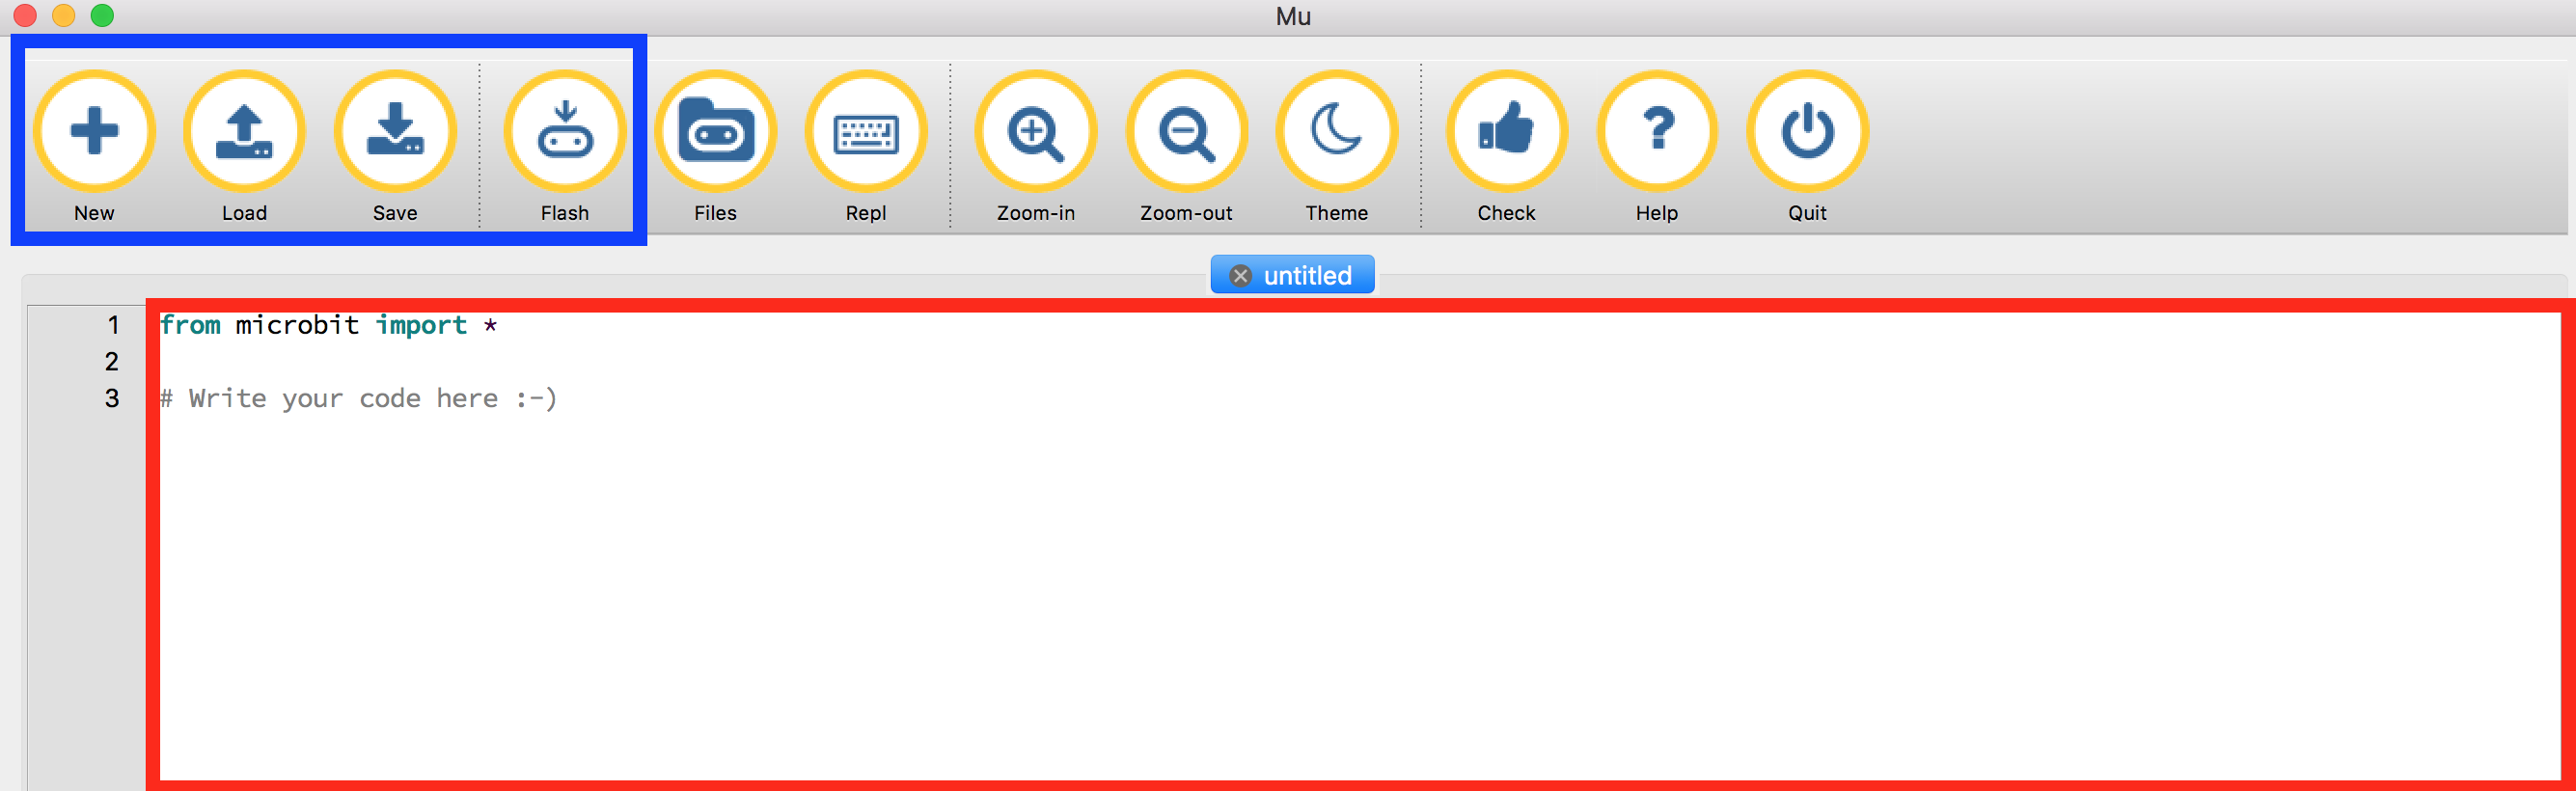 Mu
New Load Save Flash Files Repl Zoom-in Zoom-out Theme Check Help Quit
untitled
1 from microbit import *
2
3 # Write your code here :-)